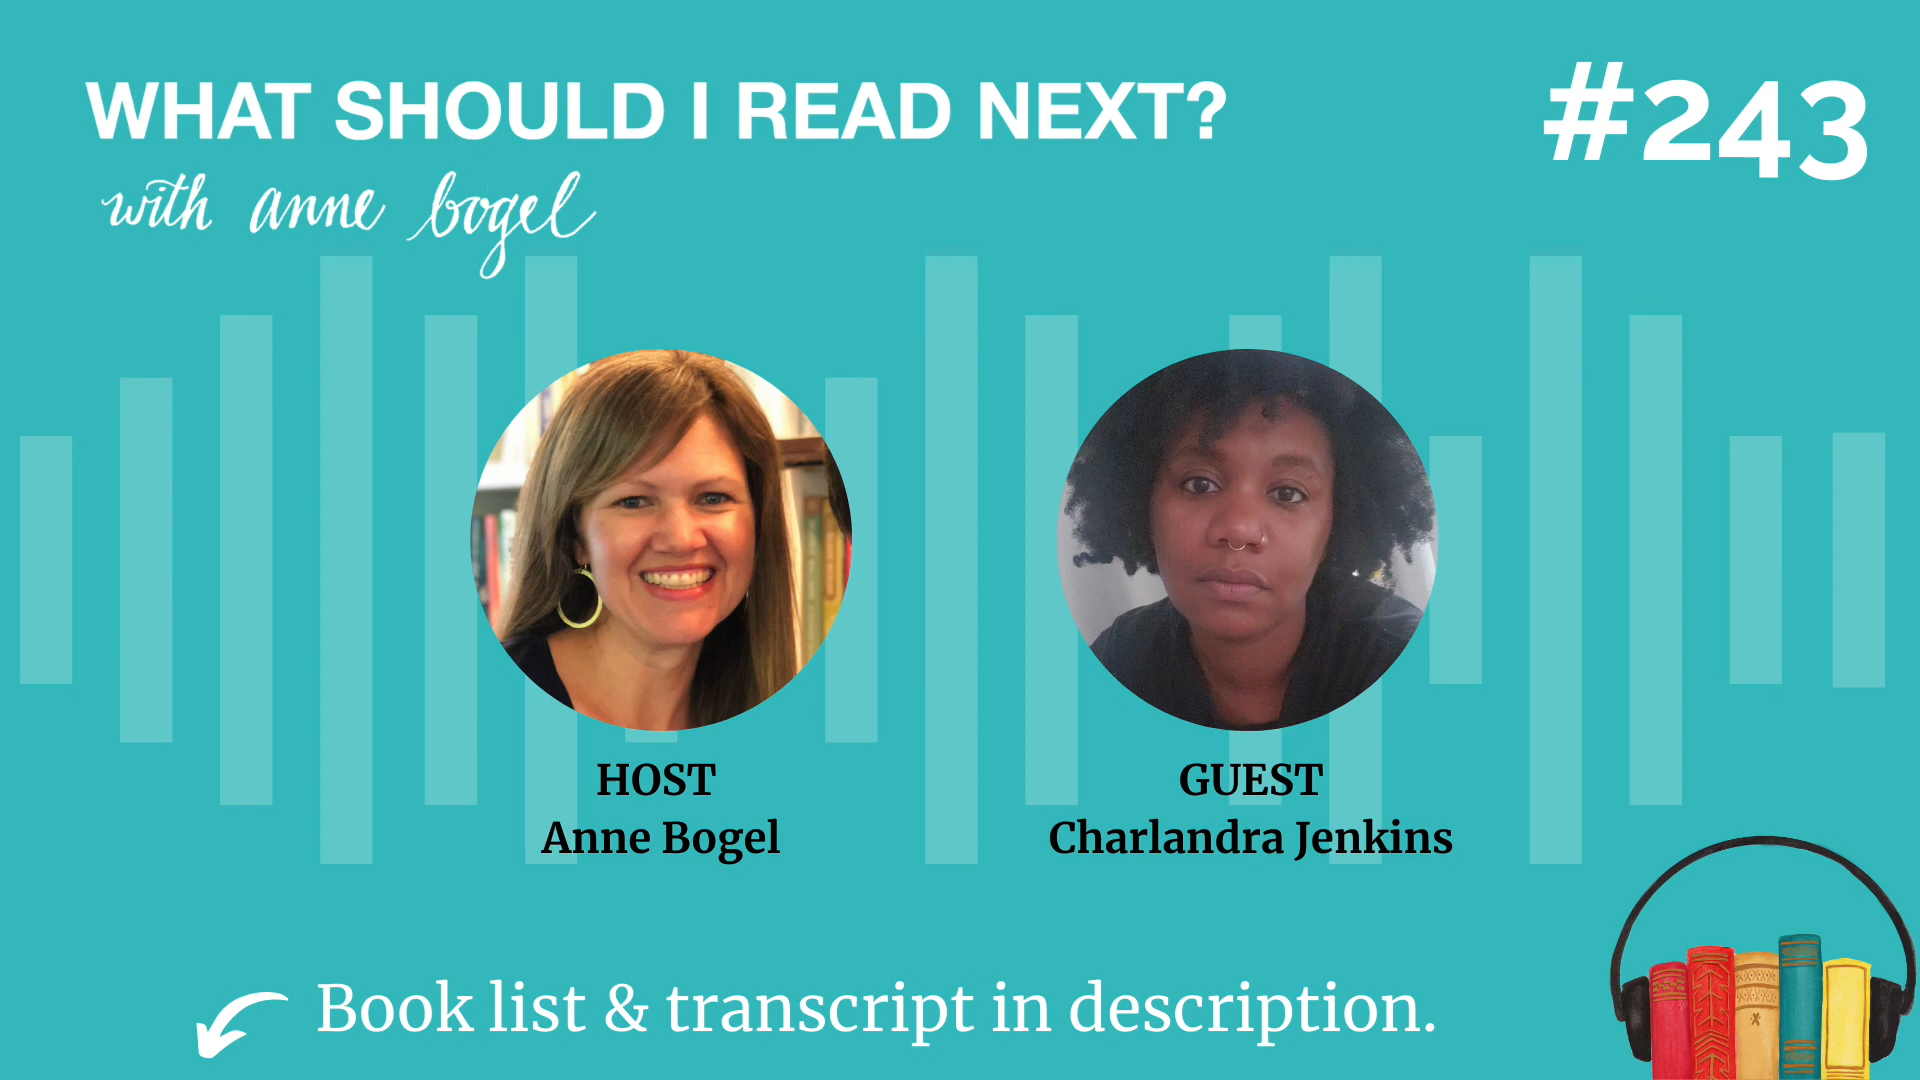 WHAT SHOULD I READ NEXT?
#243
with anne bogel
HOST
Anne Bogel
GUEST
Charlandra Jenkins
Book list & transcript in description.